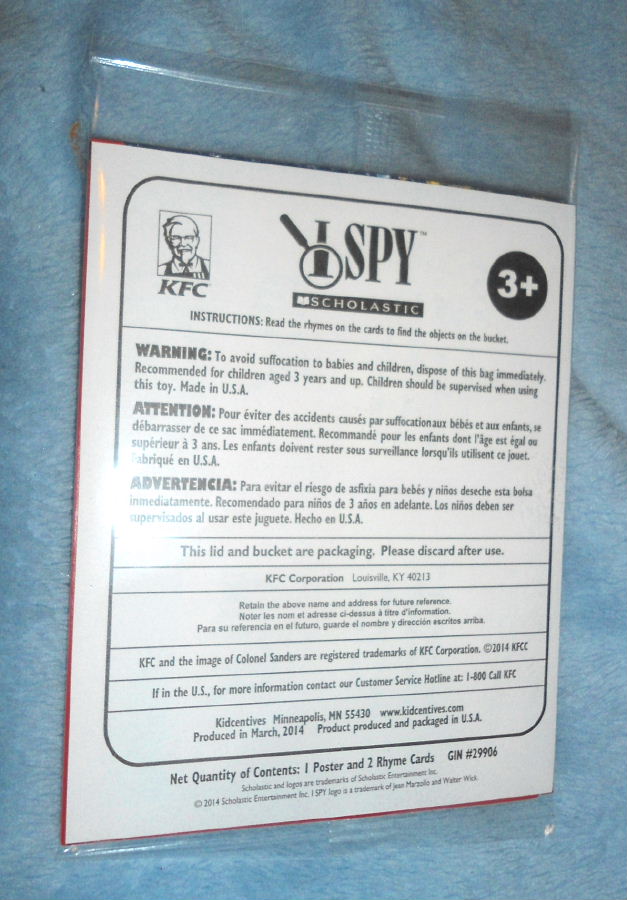 KFC
I SPY™
SCHOLASTIC
3+
INSTRUCTIONS: Read the rhymes on the cards to find the objects on the bucket.
WARNING: To avoid suffocation to babies and children, dispose of this bag immediately.
Recommended for children aged 3 years and up. Children should be supervised when using
this toy. Made in U.S.A.
ATTENTION: Pour éviter des accidents causés par suffocationaux bébés et aux enfants, se
débarrasser de ce sac immédiatement. Recommandé pour les enfants dont l'âge est égal ou
supérieur à 3 ans. Les enfants doivent rester sous surveillance lorsqu'ils utilisent ce jouet.
Fabriqué en U.S.A.
ADVERTENCIA: Para evitar el riesgo de asfixia para bebés y niños deseche esta bolsa
inmediatamente. Recomendado para niños de 3 años en adelante. Los niños deben ser
supervisados al usar este juguete. Hecho en U.S.A.
This lid and bucket are packaging. Please discard after use.
KFC Corporation Louisville, KY 40213
Retain the above name and address for future reference.
Noter les nom et adresse ci-dessus à titre d'information.
Para su referencia en el futuro, guarde el nombre y dirección escritos arriba.
KFC and the image of Colonel Sanders are registered trademarks of KFC Corporation. ©2014 KFCC
If in the U.S., for more information contact our Customer Service Hotline at: 1-800 Call KFC
Kidcentives Minneapolis, MN 55430 www.kidcentives.com
Produced in March, 2014 Product produced and packaged in U.S.A.
Net Quantity of Contents: 1 Poster and 2 Rhyme Cards GIN #29906
Scholastic and logos are trademarks of Scholastic Entertainment Inc.
© 2014 Scholastic Entertainment Inc. I SPY logo is a trademark of Jean Marzollo and Walter Wick.